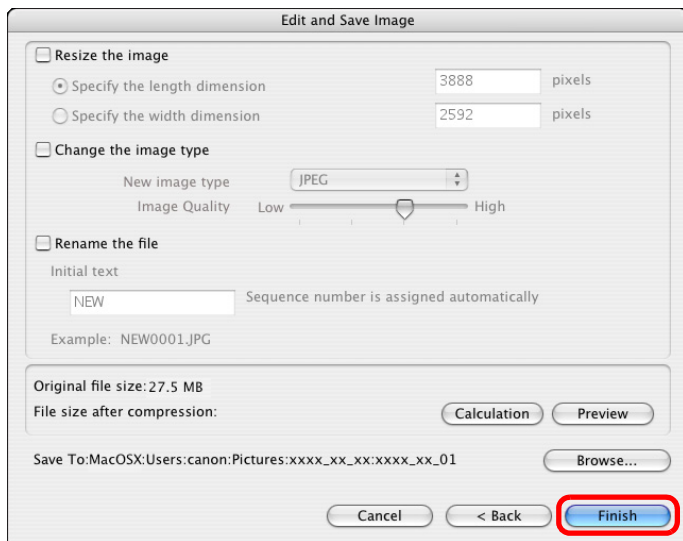 Edit and Save Image
Resize the image
Specify the length dimension 3888 pixels
Specify the width dimension 2592 pixels
Change the image type
New image type JPEG
Image Quality Low High
Rename the file
Initial text
NEW Sequence number is assigned automatically
Example: NEW0001.JPG
Original file size: 27.5 MB
File size after compression: Calculation Preview
Save To:MacOSX:Users:canon:Pictures:xxxx_xx_xx:xxxx_xx_01 Browse...
Cancel < Back Finish